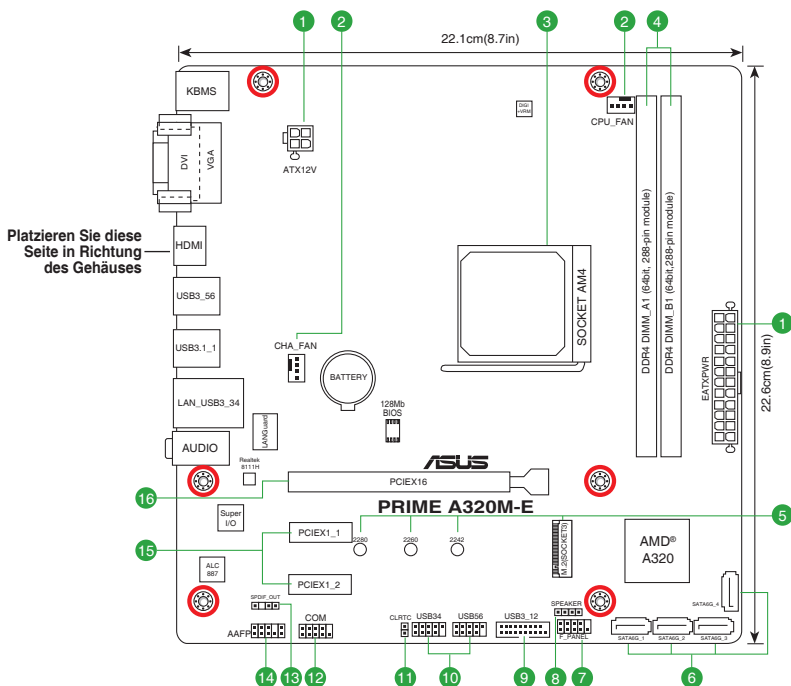 1
2
3
2
4
22.1cm(8.7in)
KBMS
DIGI
+VRM
CPU_FAN
DVI
VGA
ATX12V
Platzieren Sie diese
Seite in Richtung
des Gehäuses
HDMI
SOCKET AM4
DDR4 DIMM_A1 (64bit, 288-pin module)
DDR4 DIMM_B1 (64bit,288-pin module)
USB3_56
1
EATXPWR
22.6cm(8.9in)
USB3.1_1
CHA_FAN
BATTERY
LAN_USB3_34
128Mb
BIOS
LANGuard
AUDIO
Realtek
8111H
ASUS
16
PCIEX16
PRIME A320M-E
Super
I/O
5
15
PCIEX1_1
2280
2260
2242
M.2(SOCKET3)
AMD®
A320
ALC
887
PCIEX1_2
SATA6G_4
SPDIF_OUT
AAFP
COM
CLRTC
USB34
USB56
USB3_12
SPEAKER
F_PANEL
SATA6G_1
SATA6G_2
SATA6G_3
14
13
12
11
10
9
8
7
6